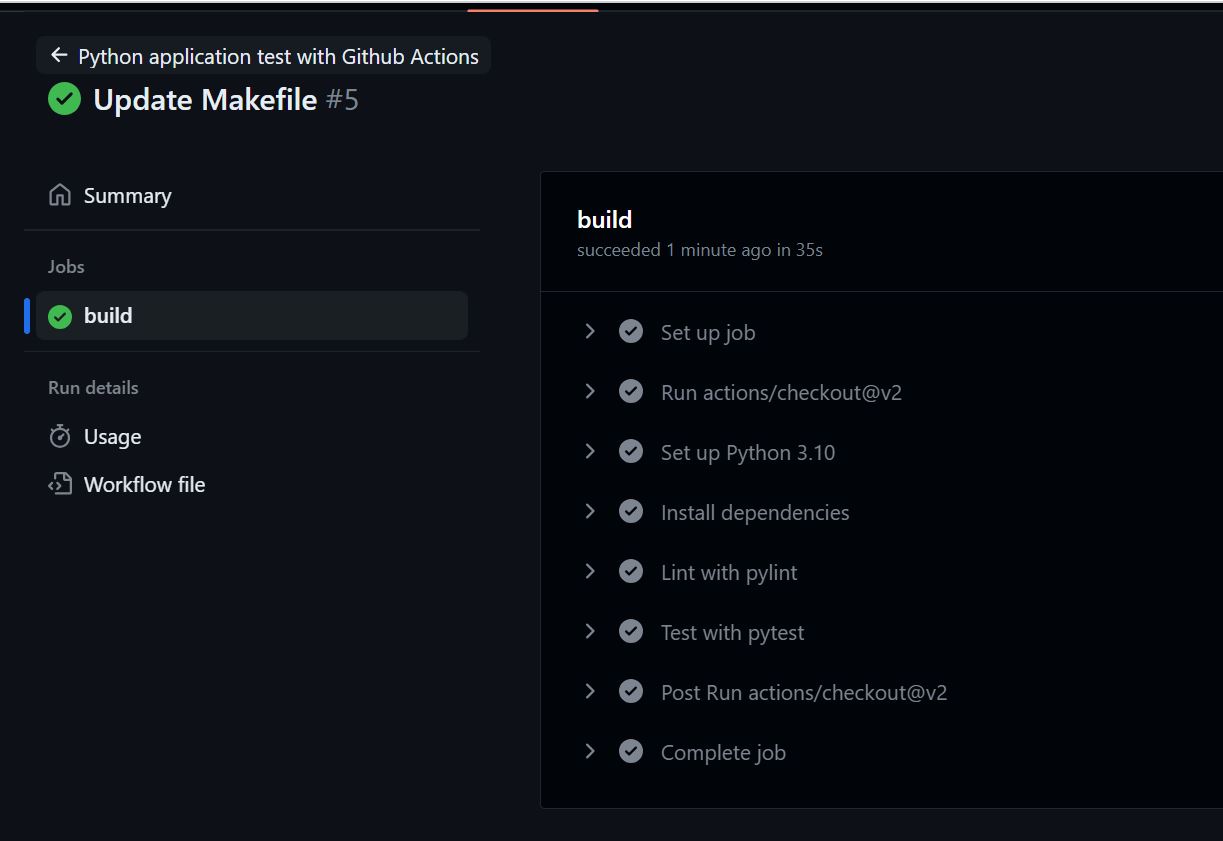 Python application test with Github Actions
Update Makefile #5
Summary
Jobs
build
Run details
Usage
Workflow file
build
succeeded 1 minute ago in 35s
Set up job
Run actions/checkout@v2
Set up Python 3.10
Install dependencies
Lint with pylint
Test with pytest
Post Run actions/checkout@v2
Complete job